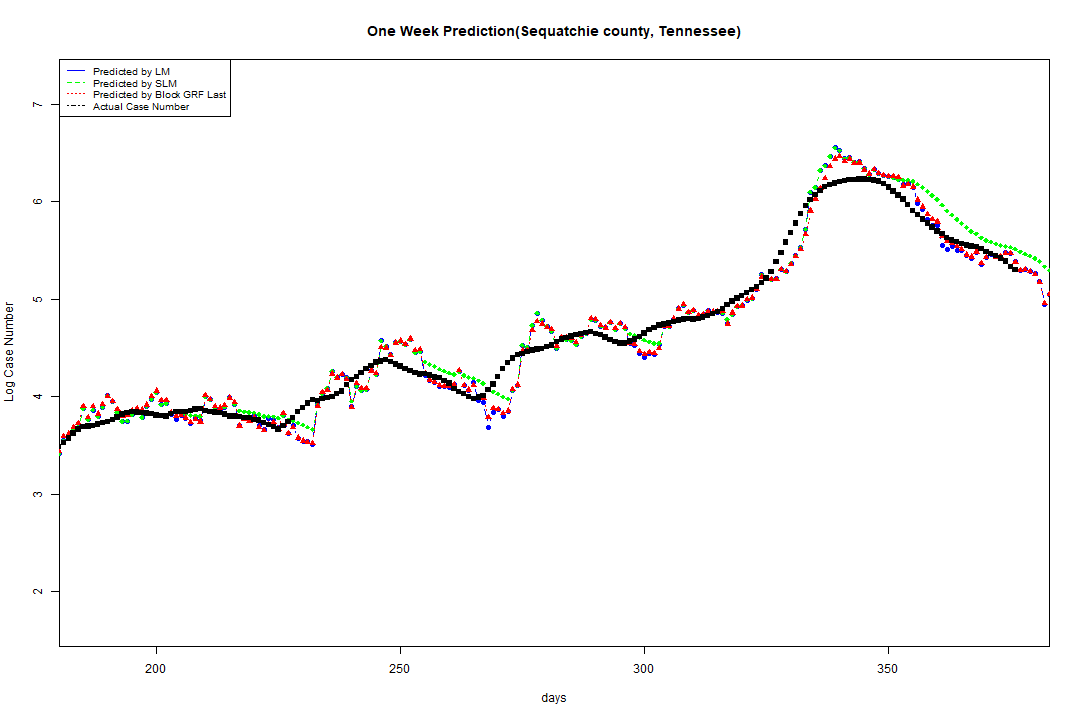 One Week Prediction(Sequatchie county, Tennessee)
Predicted by LM
Predicted by SLM
Predicted by Block GRF Last
Actual Case Number
7
6
5
4
3
2
Log Case Number
200 250 300 350
days